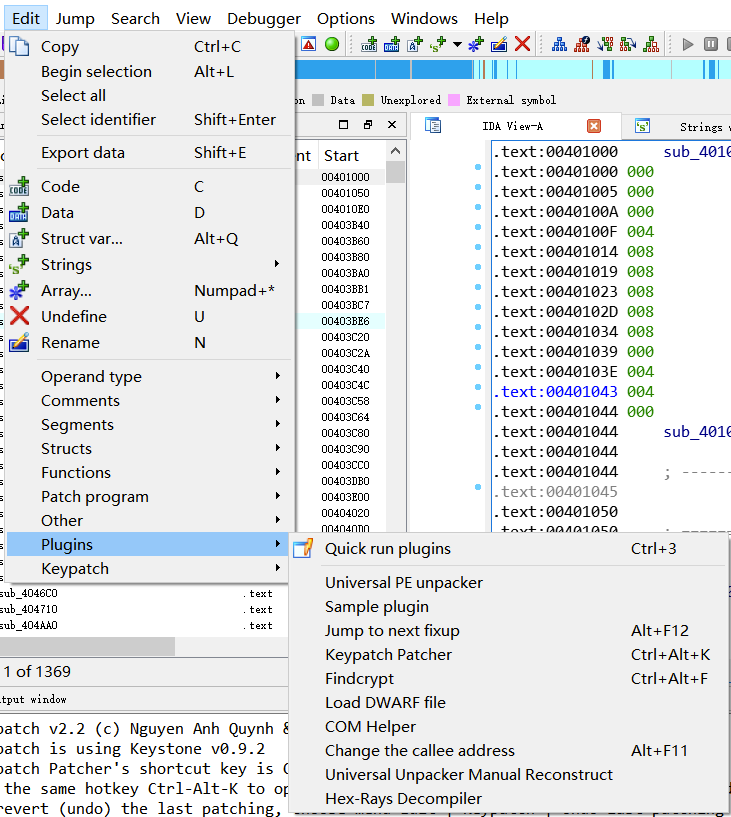 Edit Jump Search View Debugger Options Windows Help
Copy Ctrl+C
Begin selection Alt+L
Select all
Select identifier Shift+Enter
Export data Shift+E
Code C
Data D
Struct var... Alt+Q
Strings
Array... Numpad+*
Undefine U
Rename N
Operand type
Comments
Segments
Structs
Functions
Patch program
Other
Plugins
Keypatch
Data Unexplored External symbol
Start
00401000
00401050
004010E0
00403B40
00403B60
00403B80
00403BA0
00403BB1
00403BC7
00403BE6
00403C20
00403C2A
00403C40
00403C4C
00403C58
00403C64
00403C80
00403C90
00403CC0
00403DB0
00403E00
00404020
004040D0
IDA View-A Strings
.text:00401000 sub_4010
.text:00401000 000
.text:00401005 000
.text:0040100A 000
.text:0040100F 004
.text:00401014 008
.text:00401019 008
.text:00401023 008
.text:0040102D 008
.text:00401034 008
.text:00401039 000
.text:0040103E 004
.text:00401043 004
.text:00401044 000
.text:00401044 sub_4010
.text:00401044
.text:00401044 ; ------
.text:00401045
.text:00401050
.text:00401050 ; ------
Quick run plugins Ctrl+3
Universal PE unpacker
Sample plugin
Jump to next fixup Alt+F12
Keypatch Patcher Ctrl+Alt+K
Findcrypt Ctrl+Alt+F
Load DWARF file
COM Helper
Change the callee address Alt+F11
Universal Unpacker Manual Reconstruct
Hex-Rays Decompiler
sub_4046C0 .text
sub_404710 .text
sub_404AA0 .text
1 of 1369
tput window
patch v2.2 (c) Nguyen Anh Quynh &
patch is using Keystone v0.9.2
patch Patcher's shortcut key is C
the same hotkey Ctrl-Alt-K to op
revert (undo) the last patching,